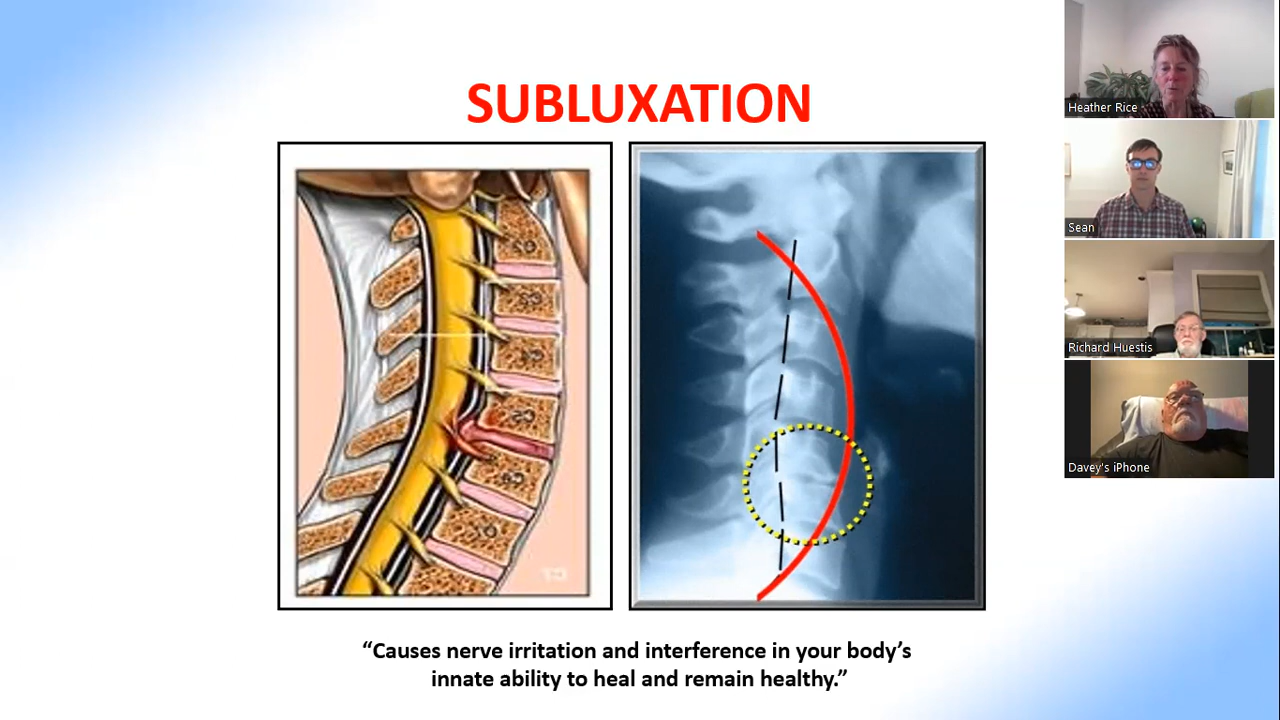 SUBLUXATION
“Causes nerve irritation and interference in your body’s
innate ability to heal and remain healthy.”
Heather Rice
Sean
Richard Huestis
Davey's iPhone